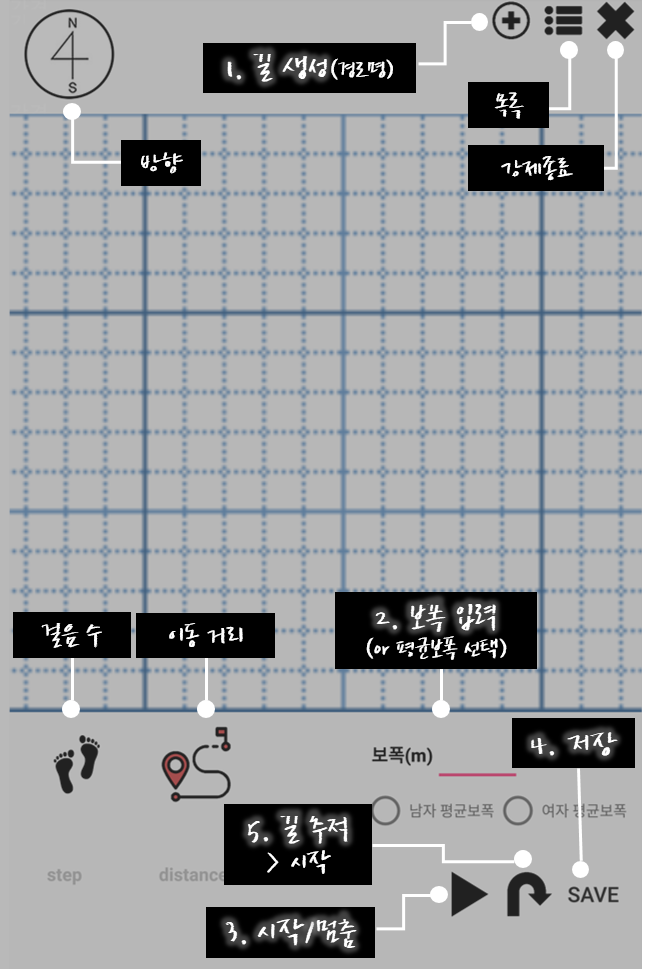 N
S
1. 길 생성(경로명)
목록
방향
강제종료
걸음 수
이동 거리
2. 보폭 입력
(or 평균보폭 선택)
보폭(m)
4. 저장
남자 평균보폭
여자 평균보폭
5. 길 추적
> 시작
step
distance
SAVE
3. 시작/멈춤